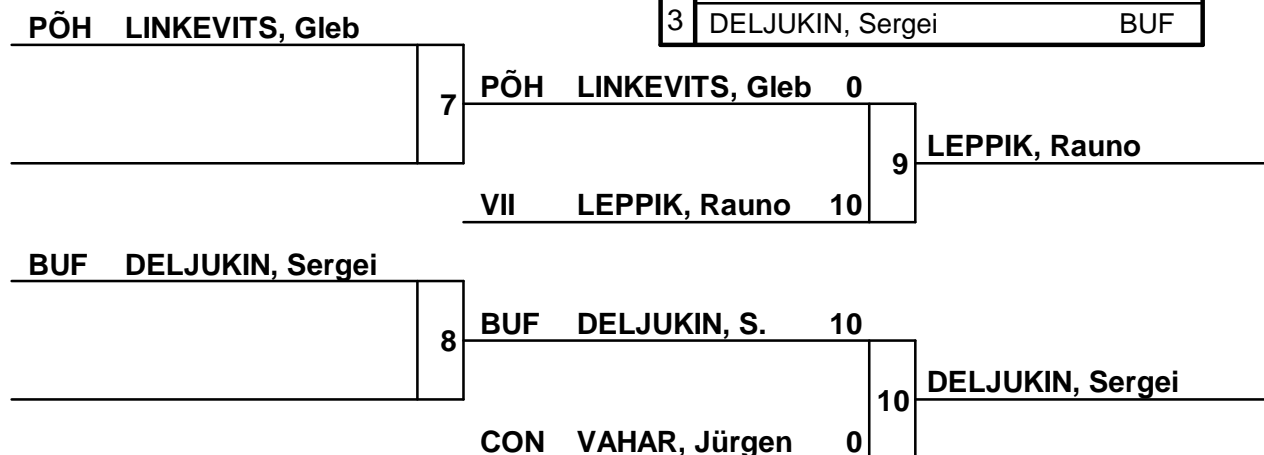 3 DELJUKIN, Sergei BUF
PÕH LINKEVITS, Gleb
7 PÕH LINKEVITS, Gleb 0
9 LEPPIK, Rauno
VII LEPPIK, Rauno 10
BUF DELJUKIN, Sergei
8 BUF DELJUKIN, S. 10
10 DELJUKIN, Sergei
CON VAHAR, Jürgen 0